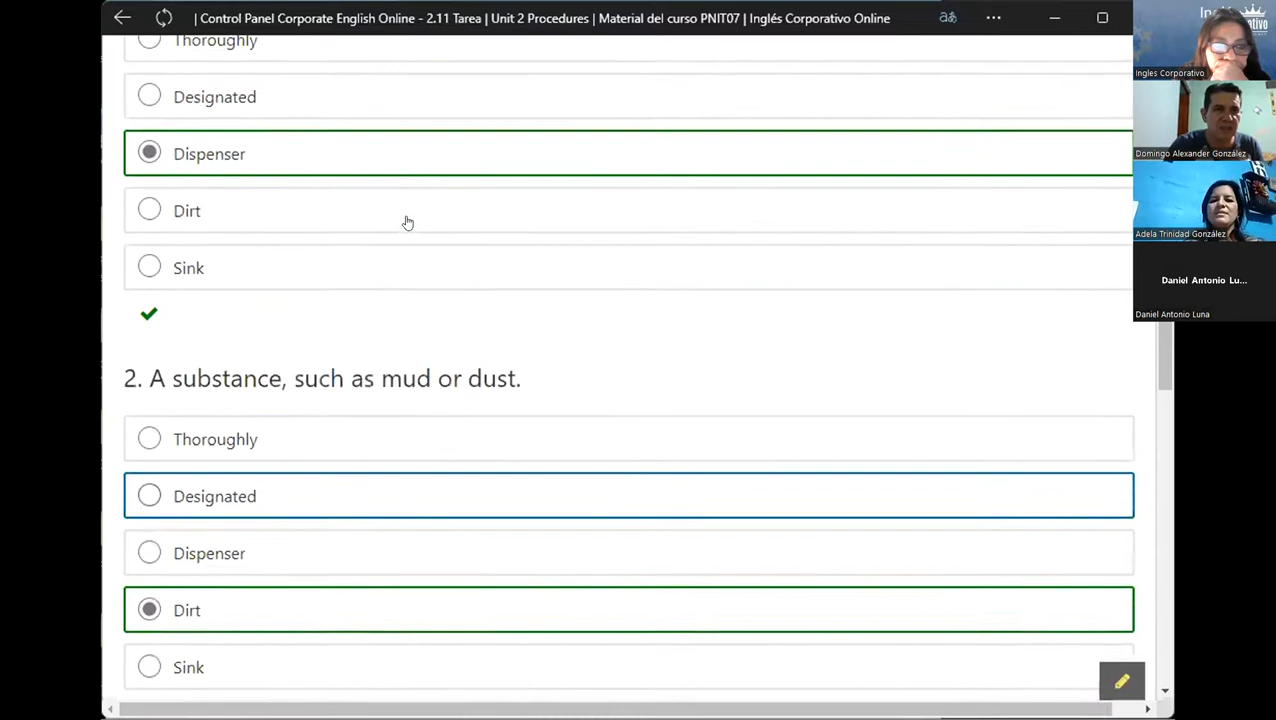 | Control Panel Corporate English Online - 2.11 Tarea | Unit 2 Procedures | Material del curso PNIT07 | Inglés Corporativo Online
Thoroughly
Designated
Dispenser
Dirt
Sink
2. A substance, such as mud or dust.
Thoroughly
Designated
Dispenser
Dirt
Sink
Ingles Corporativo
Domingo Alexander González
Adela Trinidad González
Daniel Antonio Lu...
Daniel Antonio Luna